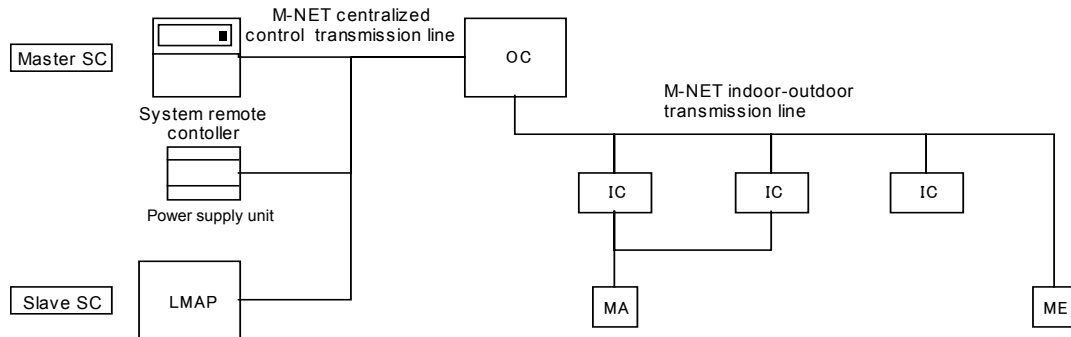 M-NET centralized
control transmission line
Master SC
OC
M-NET indoor-outdoor
transmission line
System remote
contoller
IC
IC
IC
Power supply unit
Slave SC
LMAP
MA
ME